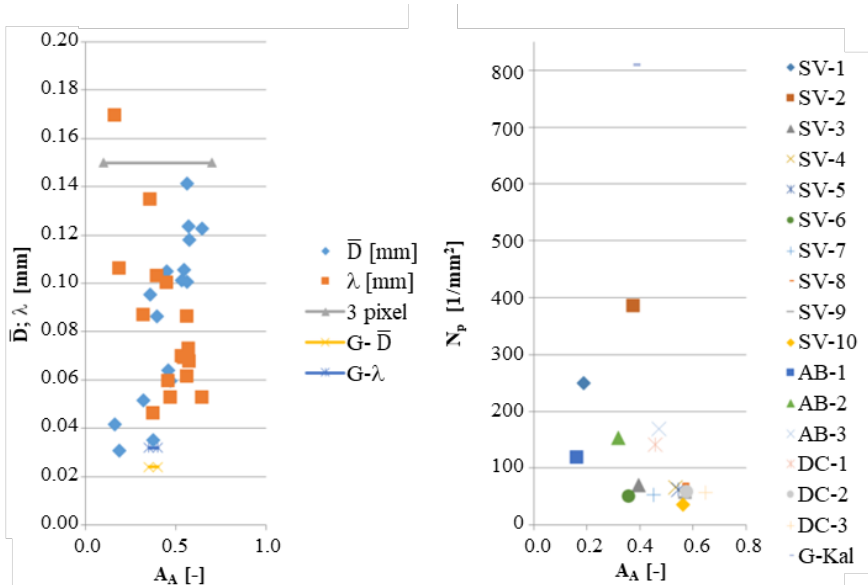 0.20
0.18
0.16
0.14
0.12
0.10
0.08
0.06
0.04
0.02
0.00
0.0 0.5 1.0
D̅; λ [mm]
A_A [-]
D̅ [mm]
λ [mm]
3 pixel
G- D̅
G-λ
800
700
600
500
400
300
200
100
0
0.0 0.2 0.4 0.6 0.8
N_p [1/mm²]
A_A [-]
SV-1
SV-2
SV-3
SV-4
SV-5
SV-6
SV-7
SV-8
SV-9
SV-10
AB-1
AB-2
AB-3
DC-1
DC-2
DC-3
G-Kal